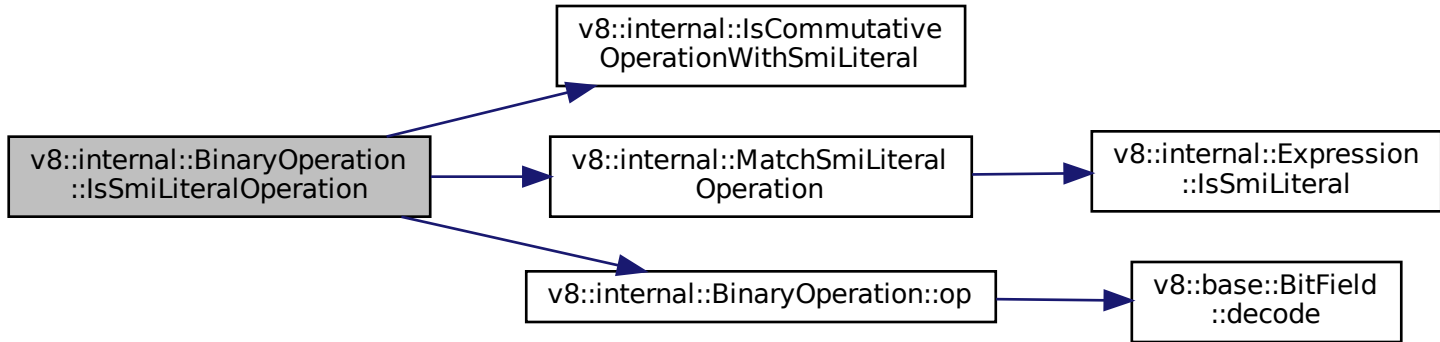 v8::internal::IsCommutative
OperationWithSmiLiteral
v8::internal::BinaryOperation
::IsSmiLiteralOperation
v8::internal::MatchSmiLiteral
Operation
v8::internal::Expression
::IsSmiLiteral
v8::internal::BinaryOperation::op
v8::base::BitField
::decode